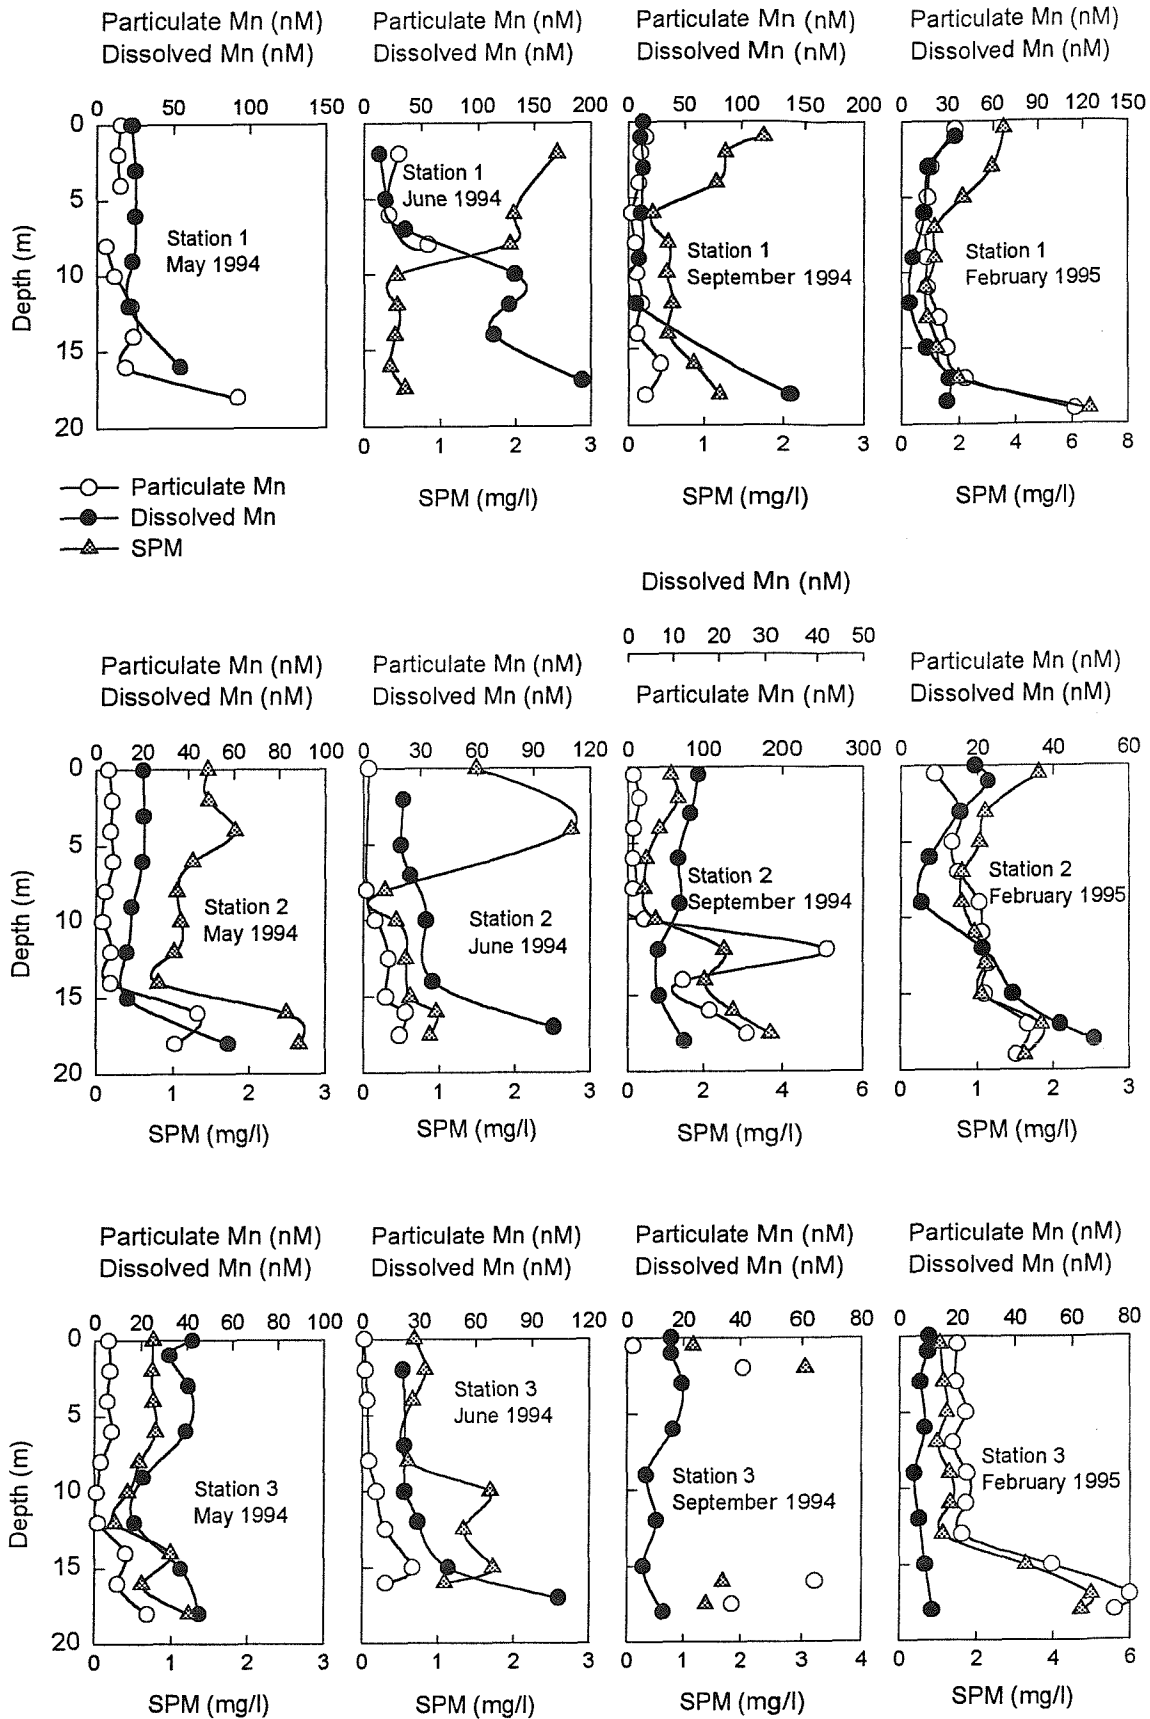 Particulate Mn (nM)
Dissolved Mn (nM)
0 50 100 150
0
5
10
15
20
Depth (m)
Station 1
May 1994
Particulate Mn (nM)
Dissolved Mn (nM)
0 50 100 150 200
Station 1
June 1994
0 1 2 3
SPM (mg/l)
Particulate Mn (nM)
Dissolved Mn (nM)
0 50 100 150 200
Station 1
September 1994
0 1 2 3
SPM (mg/l)
Particulate Mn (nM)
Dissolved Mn (nM)
0 30 60 90 120 150
Station 1
February 1995
0 2 4 6 8
SPM (mg/l)
Particulate Mn
Dissolved Mn
SPM
Particulate Mn (nM)
Dissolved Mn (nM)
0 20 40 60 80 100
0
5
10
15
20
Depth (m)
Station 2
May 1994
0 1 2 3
SPM (mg/l)
Particulate Mn (nM)
Dissolved Mn (nM)
0 30 60 90 120
Station 2
June 1994
0 1 2 3
SPM (mg/l)
Dissolved Mn (nM)
0 10 20 30 40 50
Particulate Mn (nM)
0 100 200 300
Station 2
September 1994
0 2 4 6
SPM (mg/l)
Particulate Mn (nM)
Dissolved Mn (nM)
0 20 40 60
Station 2
February 1995
0 1 2 3
SPM (mg/l)
Particulate Mn (nM)
Dissolved Mn (nM)
0 20 40 60 80 100
0
5
10
15
20
Depth (m)
Station 3
May 1994
0 1 2 3
SPM (mg/l)
Particulate Mn (nM)
Dissolved Mn (nM)
0 30 60 90 120
Station 3
June 1994
0 1 2 3
SPM (mg/l)
Particulate Mn (nM)
Dissolved Mn (nM)
0 20 40 60 80
Station 3
September 1994
0 1 2 3 4
SPM (mg/l)
Particulate Mn (nM)
Dissolved Mn (nM)
0 20 40 60 80
Station 3
February 1995
0 2 4 6
SPM (mg/l)